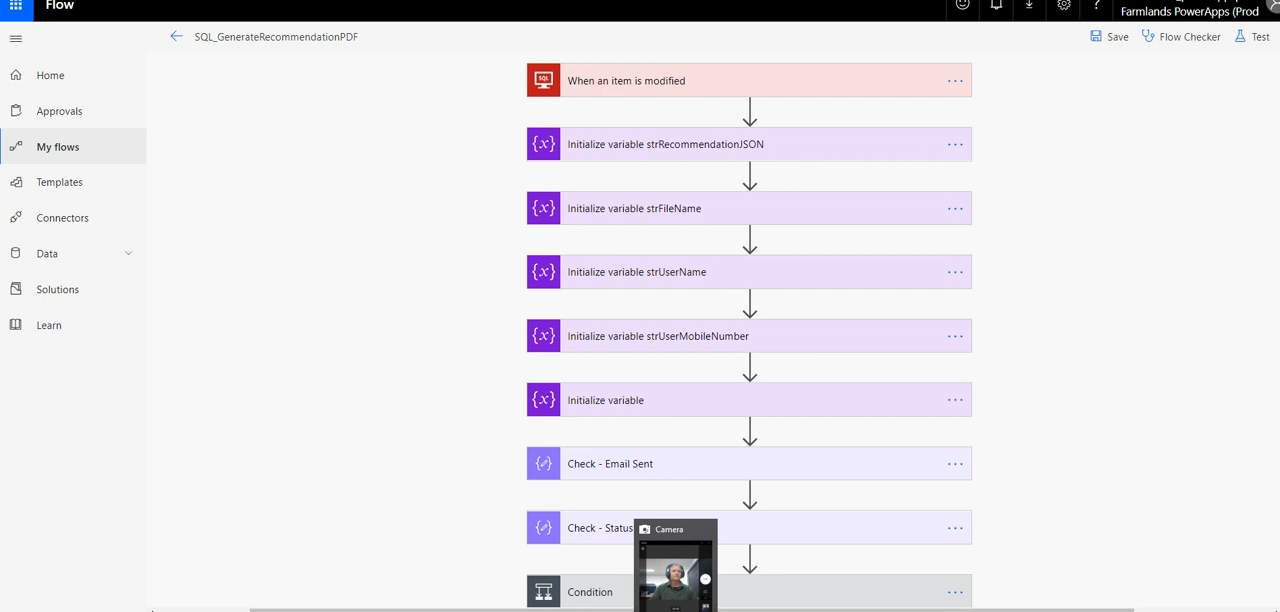 Flow
Farmlands PowerApps (Prod
SQL_GenerateRecommendationPDF
Save
Flow Checker
Test
Home
Approvals
My flows
Templates
Connectors
Data
Solutions
Learn
SQL
When an item is modified
{x} Initialize variable strRecommendationJSON
{x} Initialize variable strFileName
{x} Initialize variable strUserName
{x} Initialize variable strUserMobileNumber
{x} Initialize variable
Check - Email Sent
Check - Status
Camera
Condition